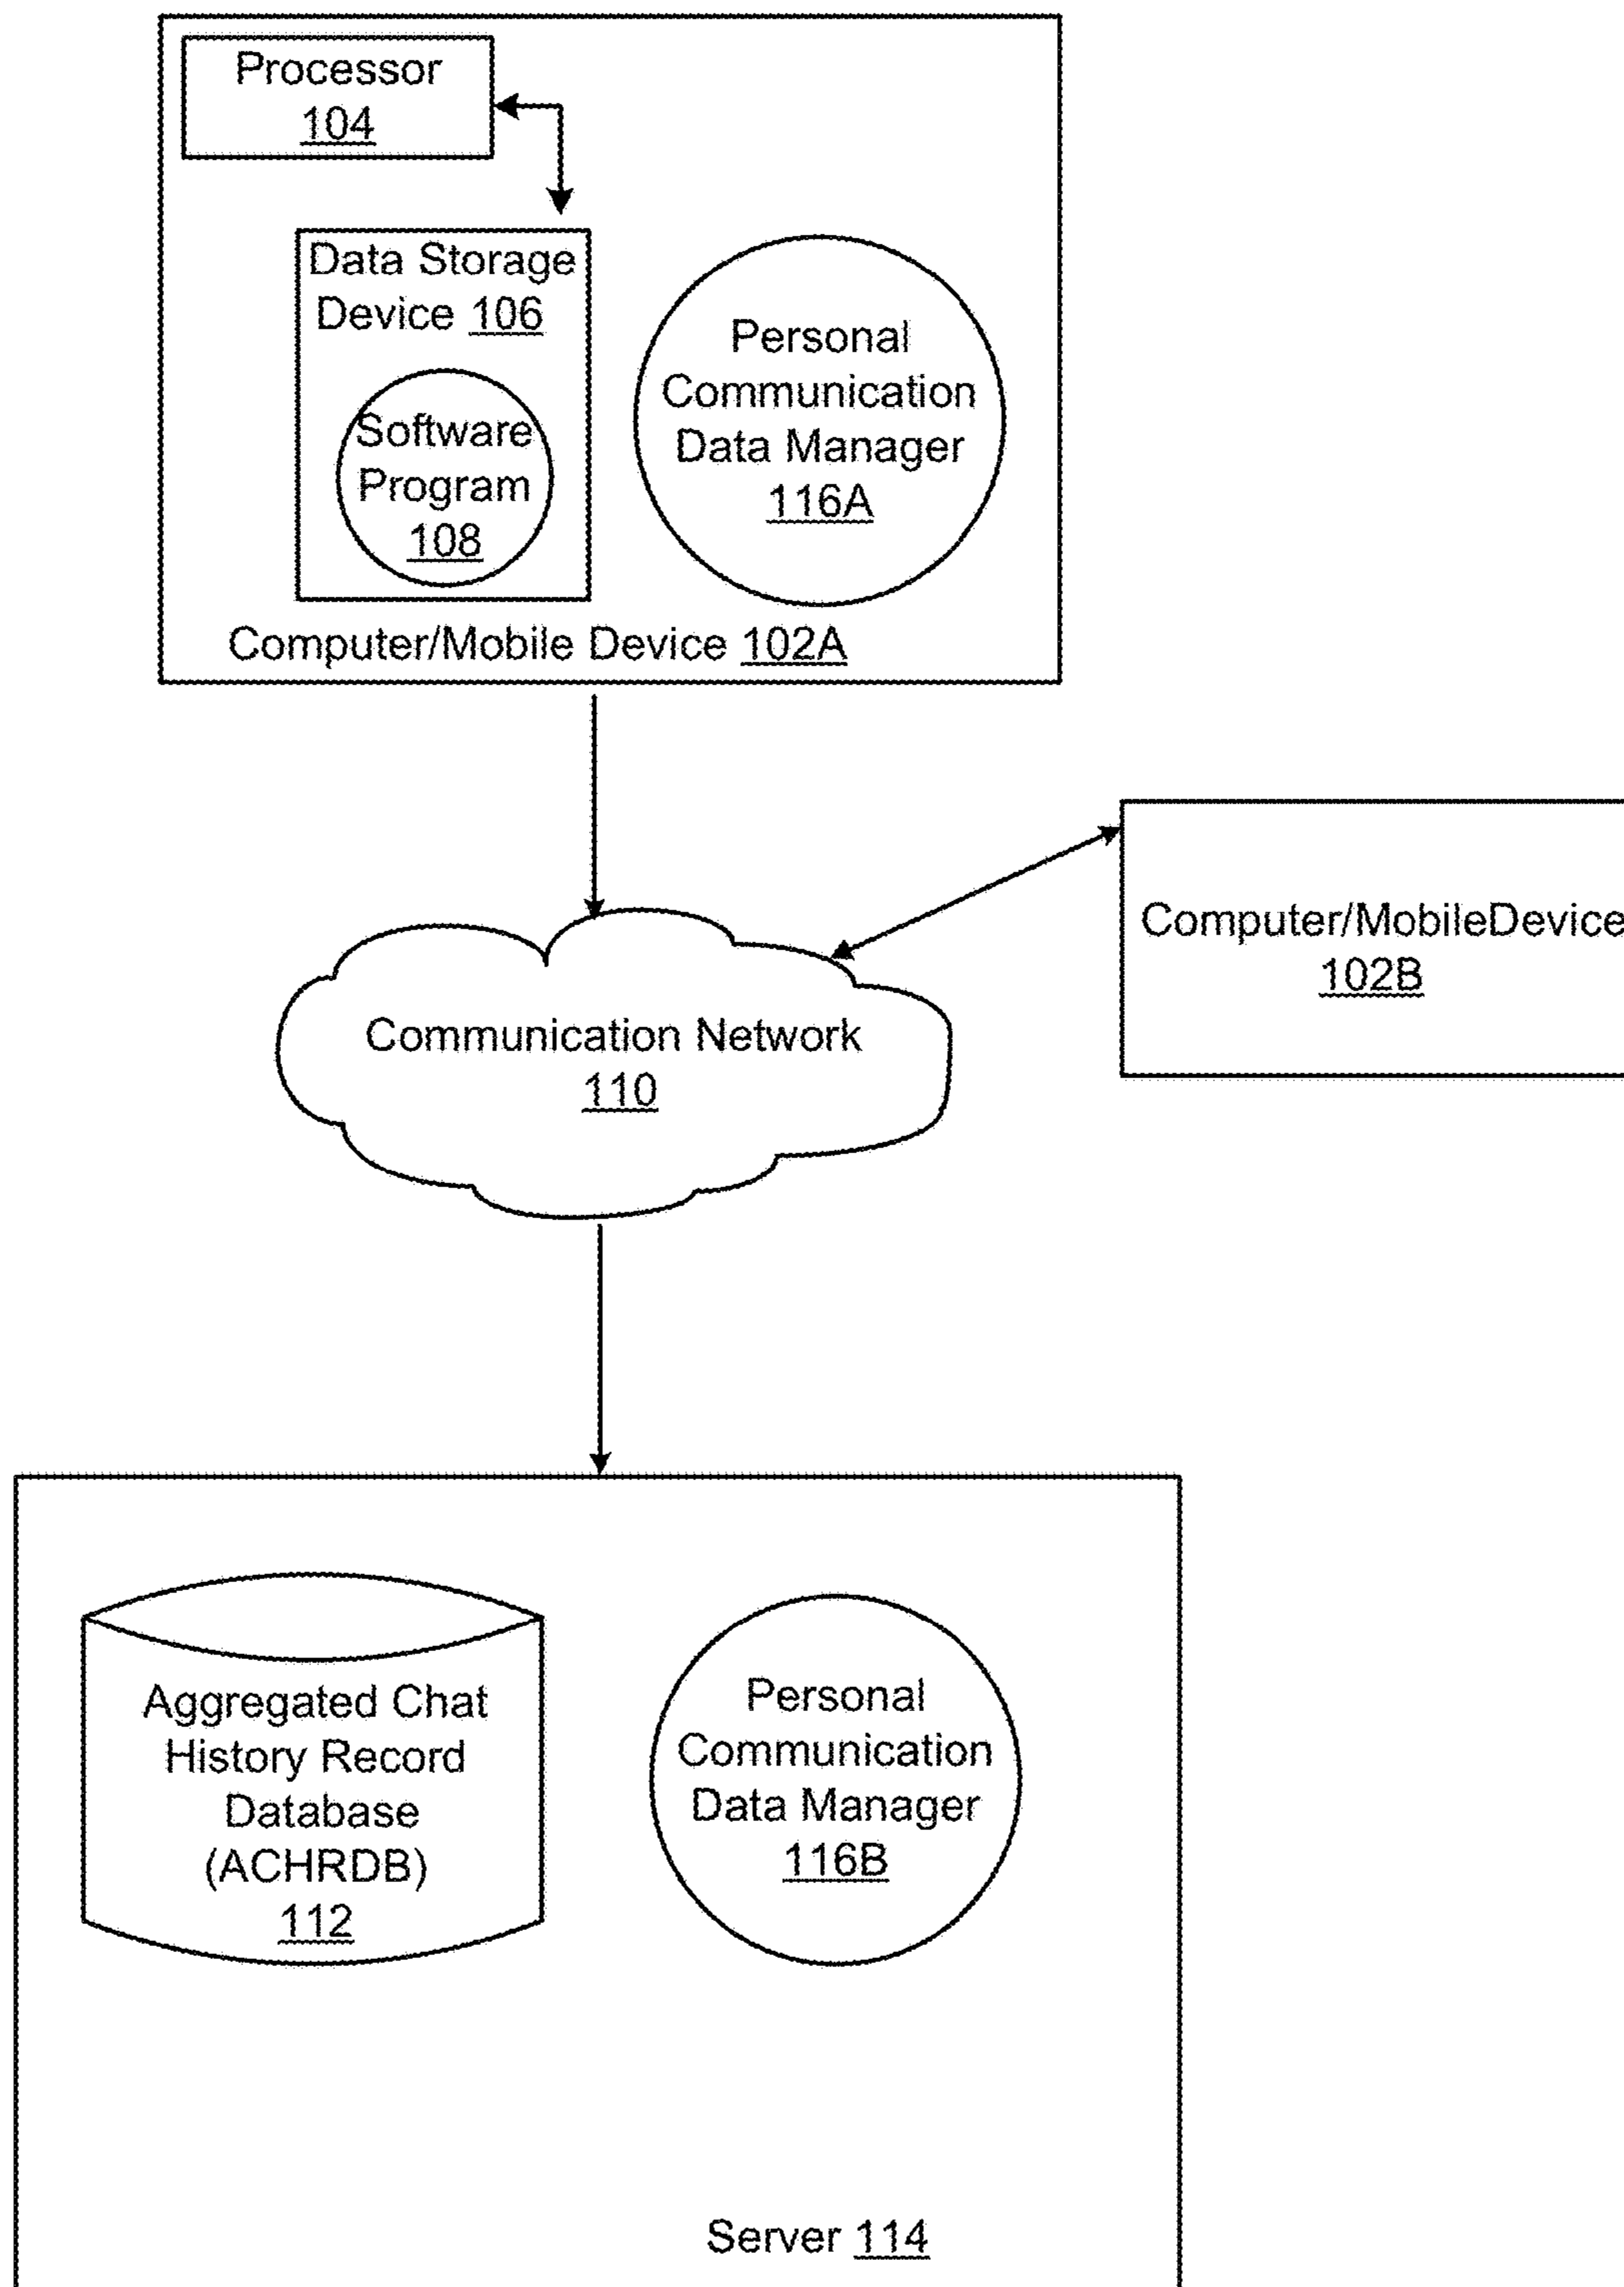 Processor
104
Data Storage
Device 106
Software
Program
108
Personal
Communication
Data Manager
116A
Computer/Mobile Device 102A
Computer/MobileDevice
102B
Communication Network
110
Aggregated Chat
History Record
Database
(ACHRDB)
112
Personal
Communication
Data Manager
116B
Server 114